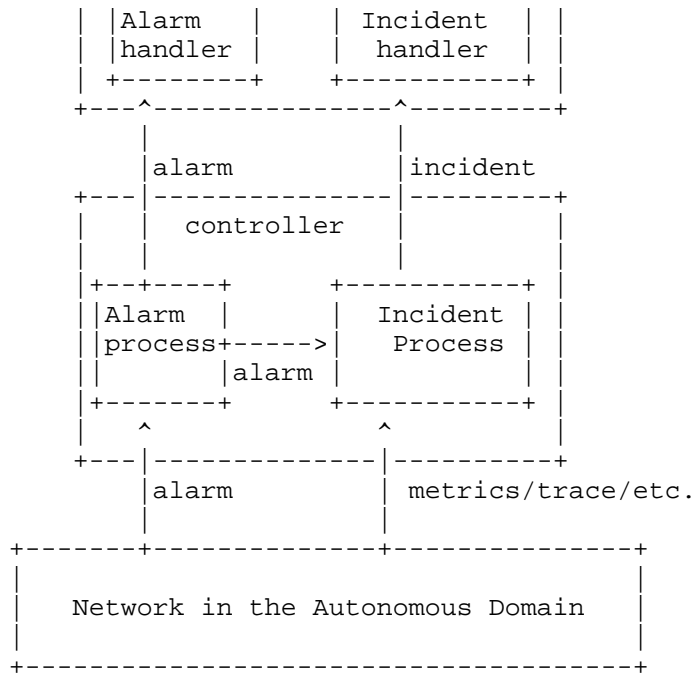 Alarm Incident
handler handler
alarm incident
controller
Alarm Incident
process Process
alarm
alarm metrics/trace/etc.
Network in the Autonomous Domain